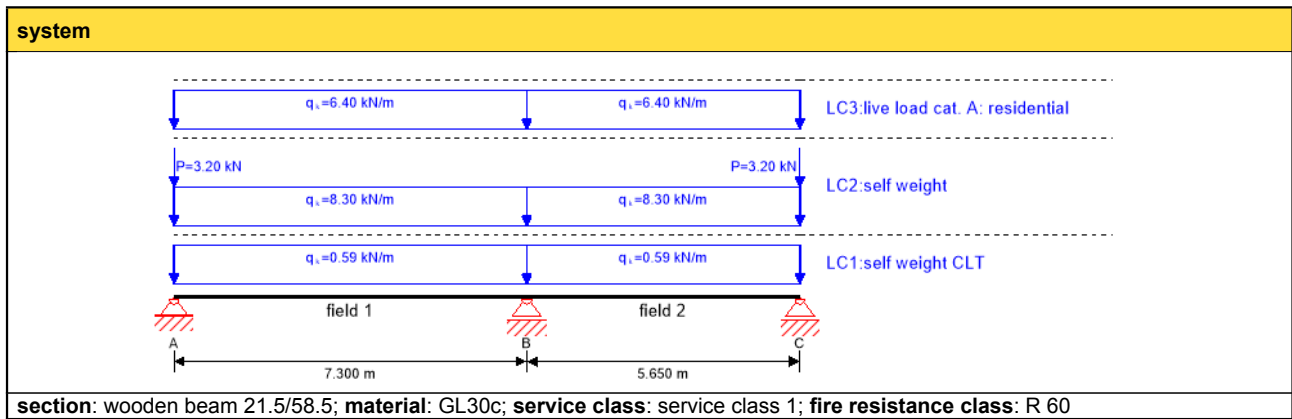 system
qₖ=6.40 kN/m qₖ=6.40 kN/m LC3:live load cat. A: residential
P=3.20 kN P=3.20 kN
LC2:self weight
qₖ=8.30 kN/m qₖ=8.30 kN/m
qₖ=0.59 kN/m qₖ=0.59 kN/m LC1:self weight CLT
field 1 field 2
A B C
7.300 m 5.650 m
section: wooden beam 21.5/58.5; material: GL30c; service class: service class 1; fire resistance class: R 60